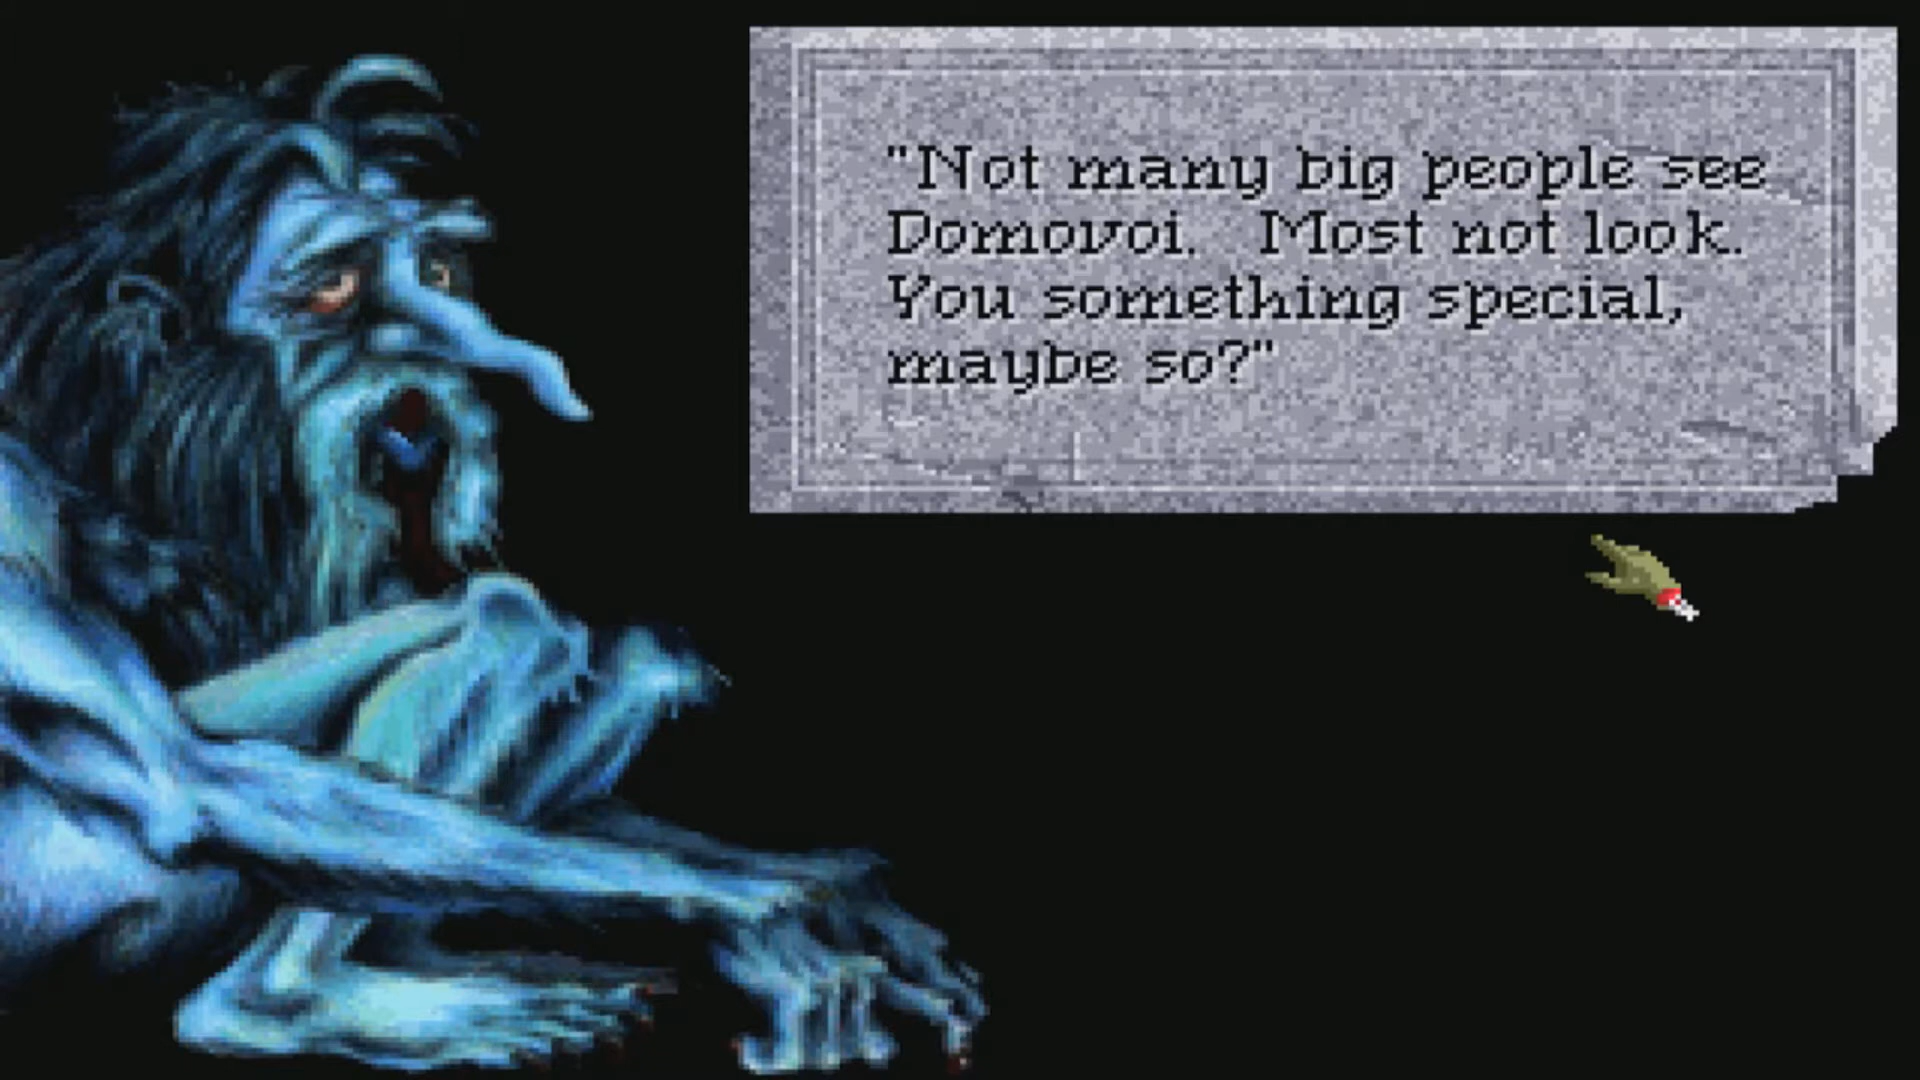 "Not many big people see
Domovoi.  Most not look.
You something special,
maybe so?"